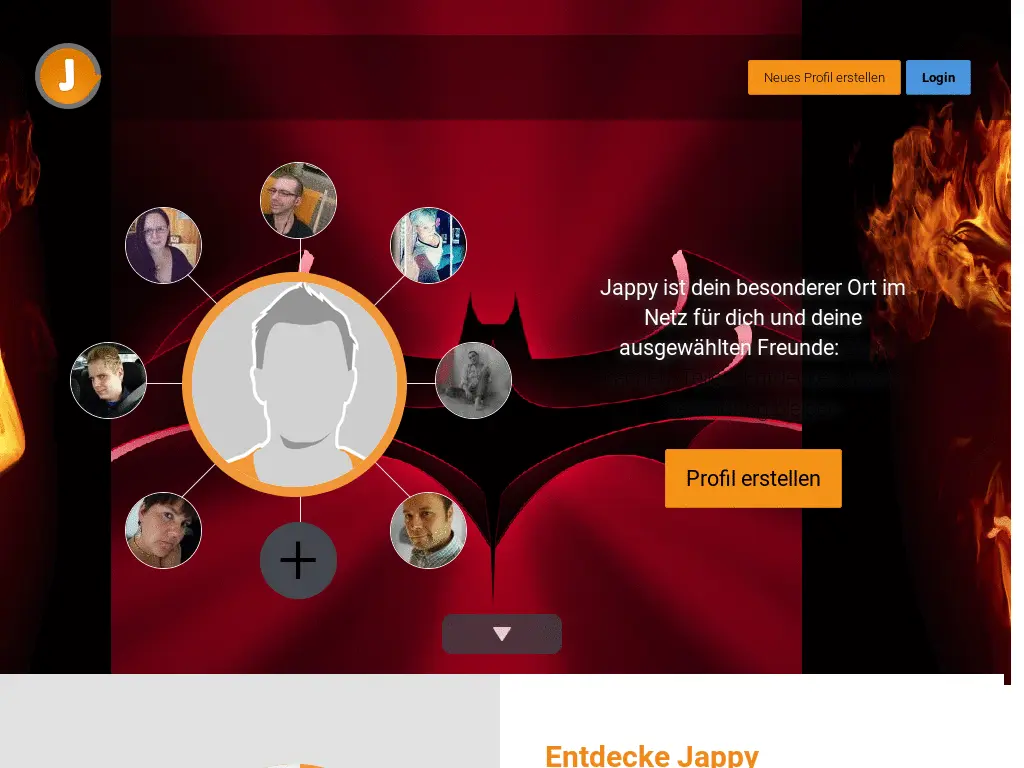 J
Neues Profil erstellen
Login
Jappy ist dein besonderer Ort im
Netz für dich und deine
ausgewählten Freunde:
Profil erstellen
Entdecke Jappy